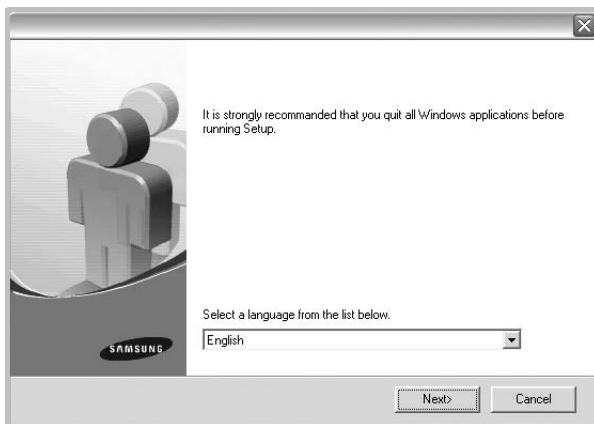 It is strongly recommanded that you quit all Windows applications before
running Setup.
Select a language from the list below.
English
SAMSUNG
Next>
Cancel